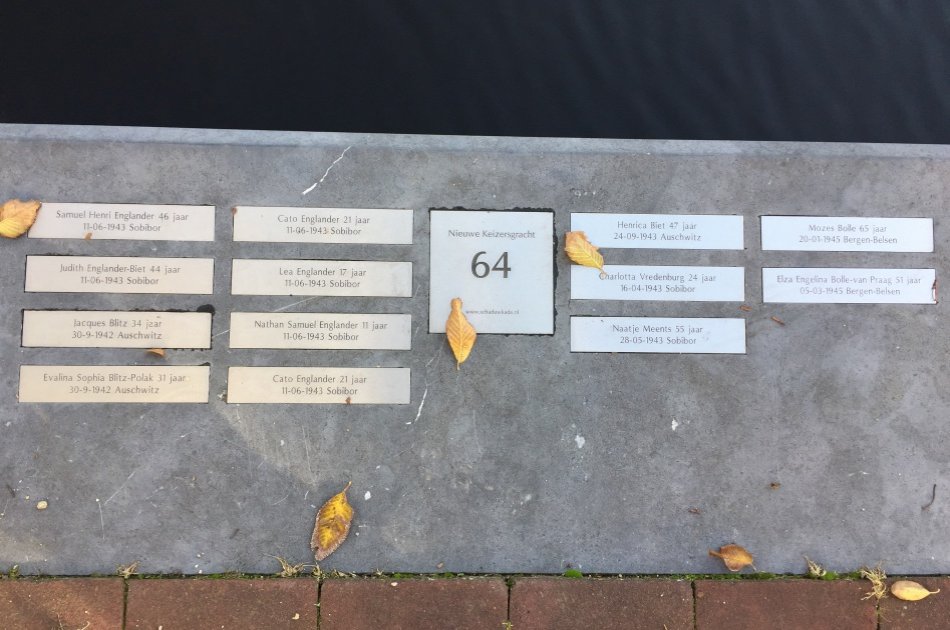 Samuel Henri Englander 46 jaar
11-06-1943 Sobibor
Judith Englander-Biet 44 jaar
11-06-1943 Sobibor
Jacques Blitz 34 jaar
30-9-1942 Auschwitz
Evalina Sophia Blitz-Polak 31 jaar
30-9-1942 Auschwitz
Cato Englander 21 jaar
11-06-1943 Sobibor
Lea Englander 17 jaar
11-06-1943 Sobibor
Nathan Samuel Englander 11 jaar
11-06-1943 Sobibor
Cato Englander 21 jaar
11-06-1943 Sobibor
Nieuwe Keizersgracht
64
www.schaduwkade.nl
Henrica Biet 47 jaar
24-09-1943 Auschwitz
Charlotta Vredenburg 24 jaar
16-04-1943 Sobibor
Naatje Meents 55 jaar
28-05-1943 Sobibor
Mozes Bolle 65 jaar
20-01-1945 Bergen-Belsen
Elza Engelina Bolle-van Praag 51 jaar
05-03-1945 Bergen-Belsen